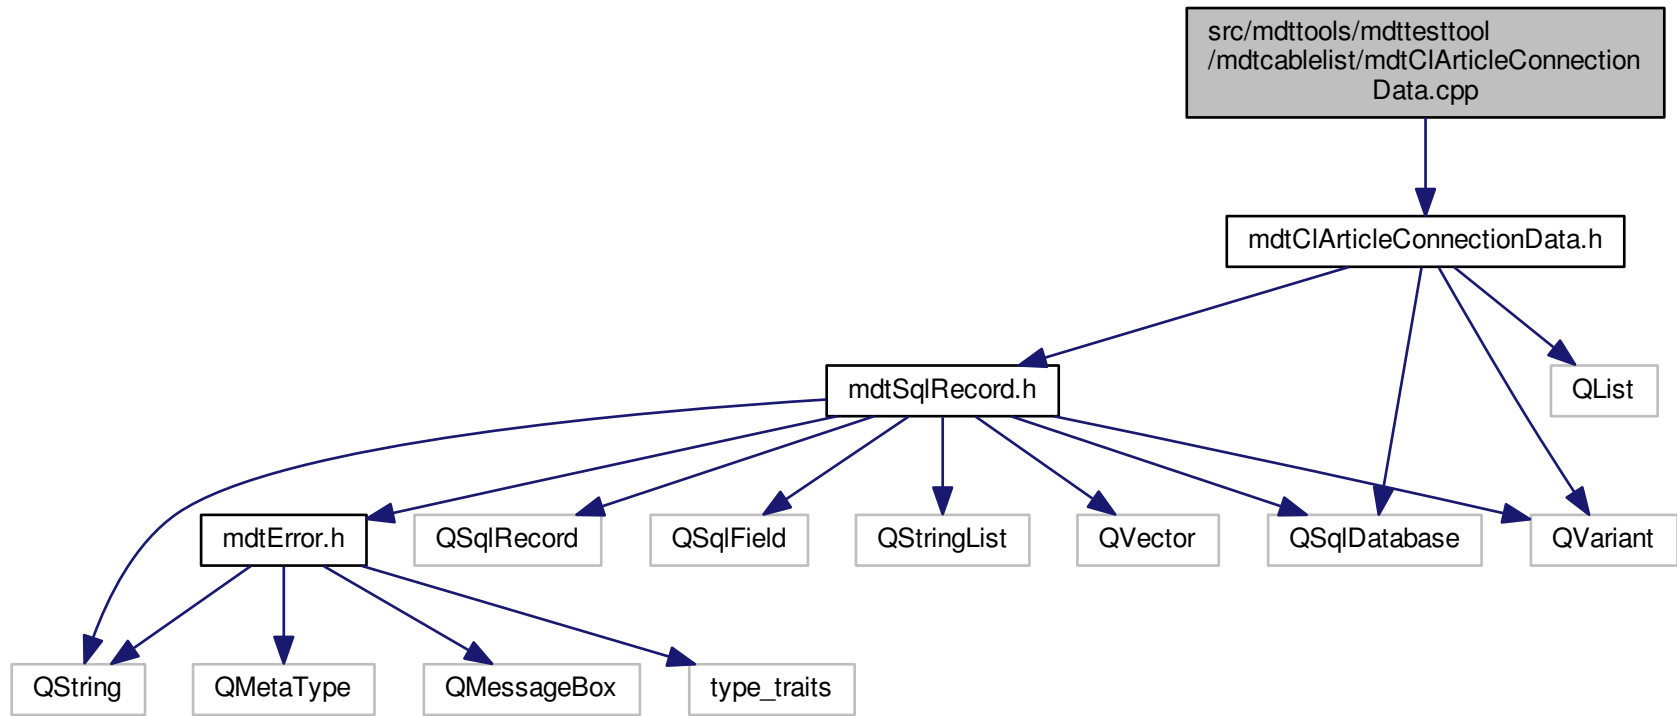 src/mdttools/mdttesttool
/mdtcablelist/mdtClArticleConnection
Data.cpp
mdtClArticleConnectionData.h
mdtSqlRecord.h
QList
mdtError.h
QSqlRecord
QSqlField
QStringList
QVector
QSqlDatabase
QVariant
QString
QMetaType
QMessageBox
type_traits